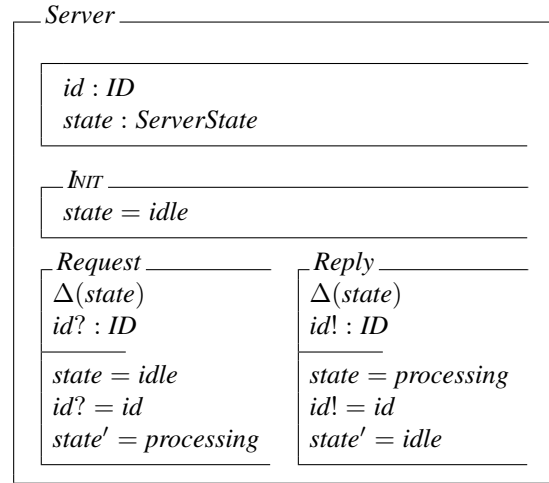 Server
id : ID
state : ServerState
INIT
state = idle
Request
Δ(state)
id? : ID
state = idle
id? = id
state′ = processing
Reply
Δ(state)
id! : ID
state = processing
id! = id
state′ = idle